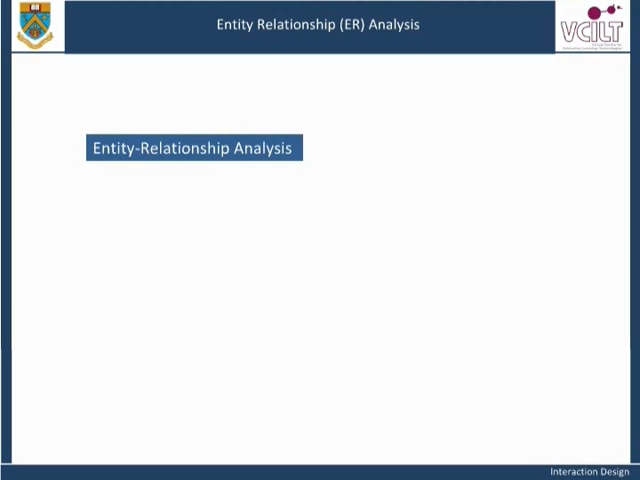 Entity Relationship (ER) Analysis
VCILT
Entity-Relationship Analysis
Interaction Design